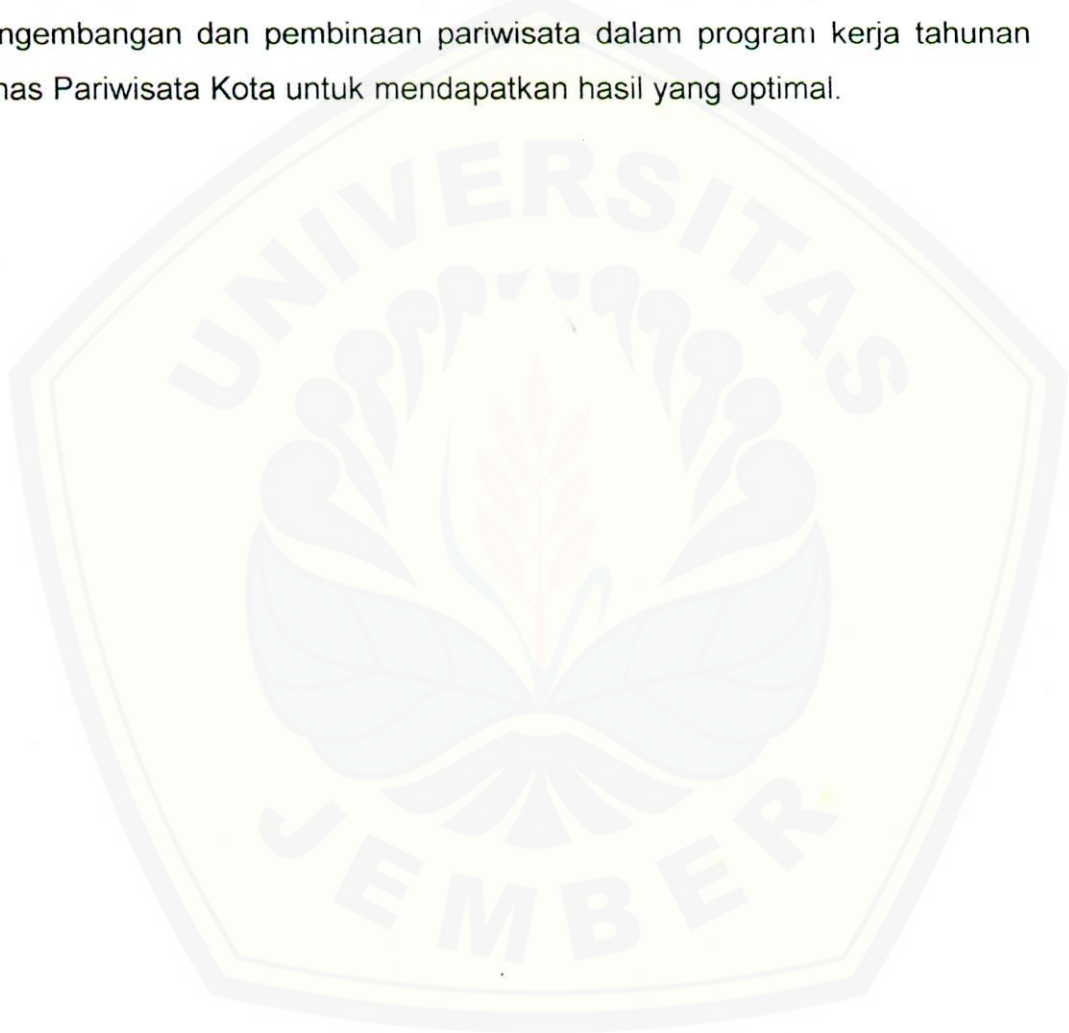 ngembangan dan pembinaan pariwisata dalam program kerja tahunan
nas Pariwisata Kota untuk mendapatkan hasil yang optimal.
UNIVERSITAS
JEMBER